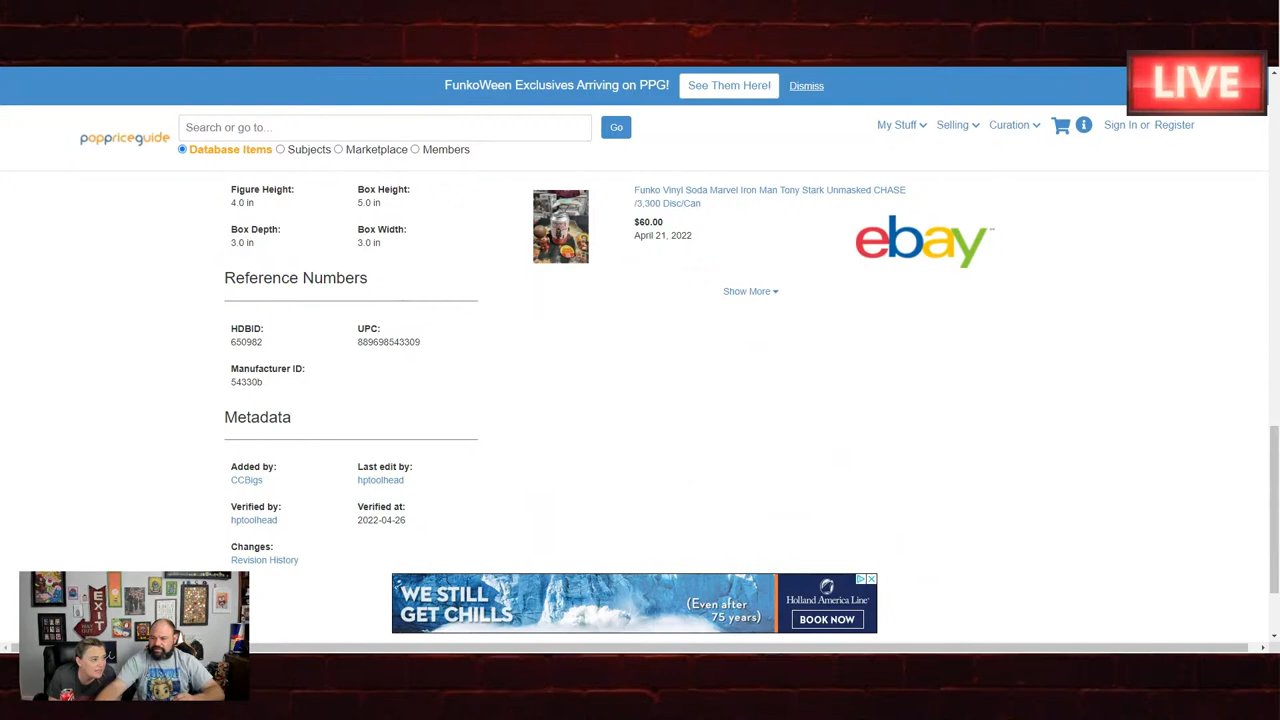 FunkoWeen Exclusives Arriving on PPG! See Them Here! Dismiss
LIVE
poppriceguide
Search or go to...
Go
My Stuff Selling Curation Sign In or Register
Database Items Subjects Marketplace Members
Figure Height: Box Height:
4.0 in 5.0 in
Box Depth: Box Width:
3.0 in 3.0 in
Funko Vinyl Soda Marvel Iron Man Tony Stark Unmasked CHASE
/3,300 Disc/Can
$60.00
April 21, 2022
ebay
Show More
Reference Numbers
HDBID: UPC:
650982 889698543309
Manufacturer ID:
54330b
Metadata
Added by: Last edit by:
CCBigs hptoolhead
Verified by: Verified at:
hptoolhead 2022-04-26
Changes:
Revision History
EXIT
WE STILL
GET CHILLS
(Even after
75 years)
Holland America Line
BOOK NOW